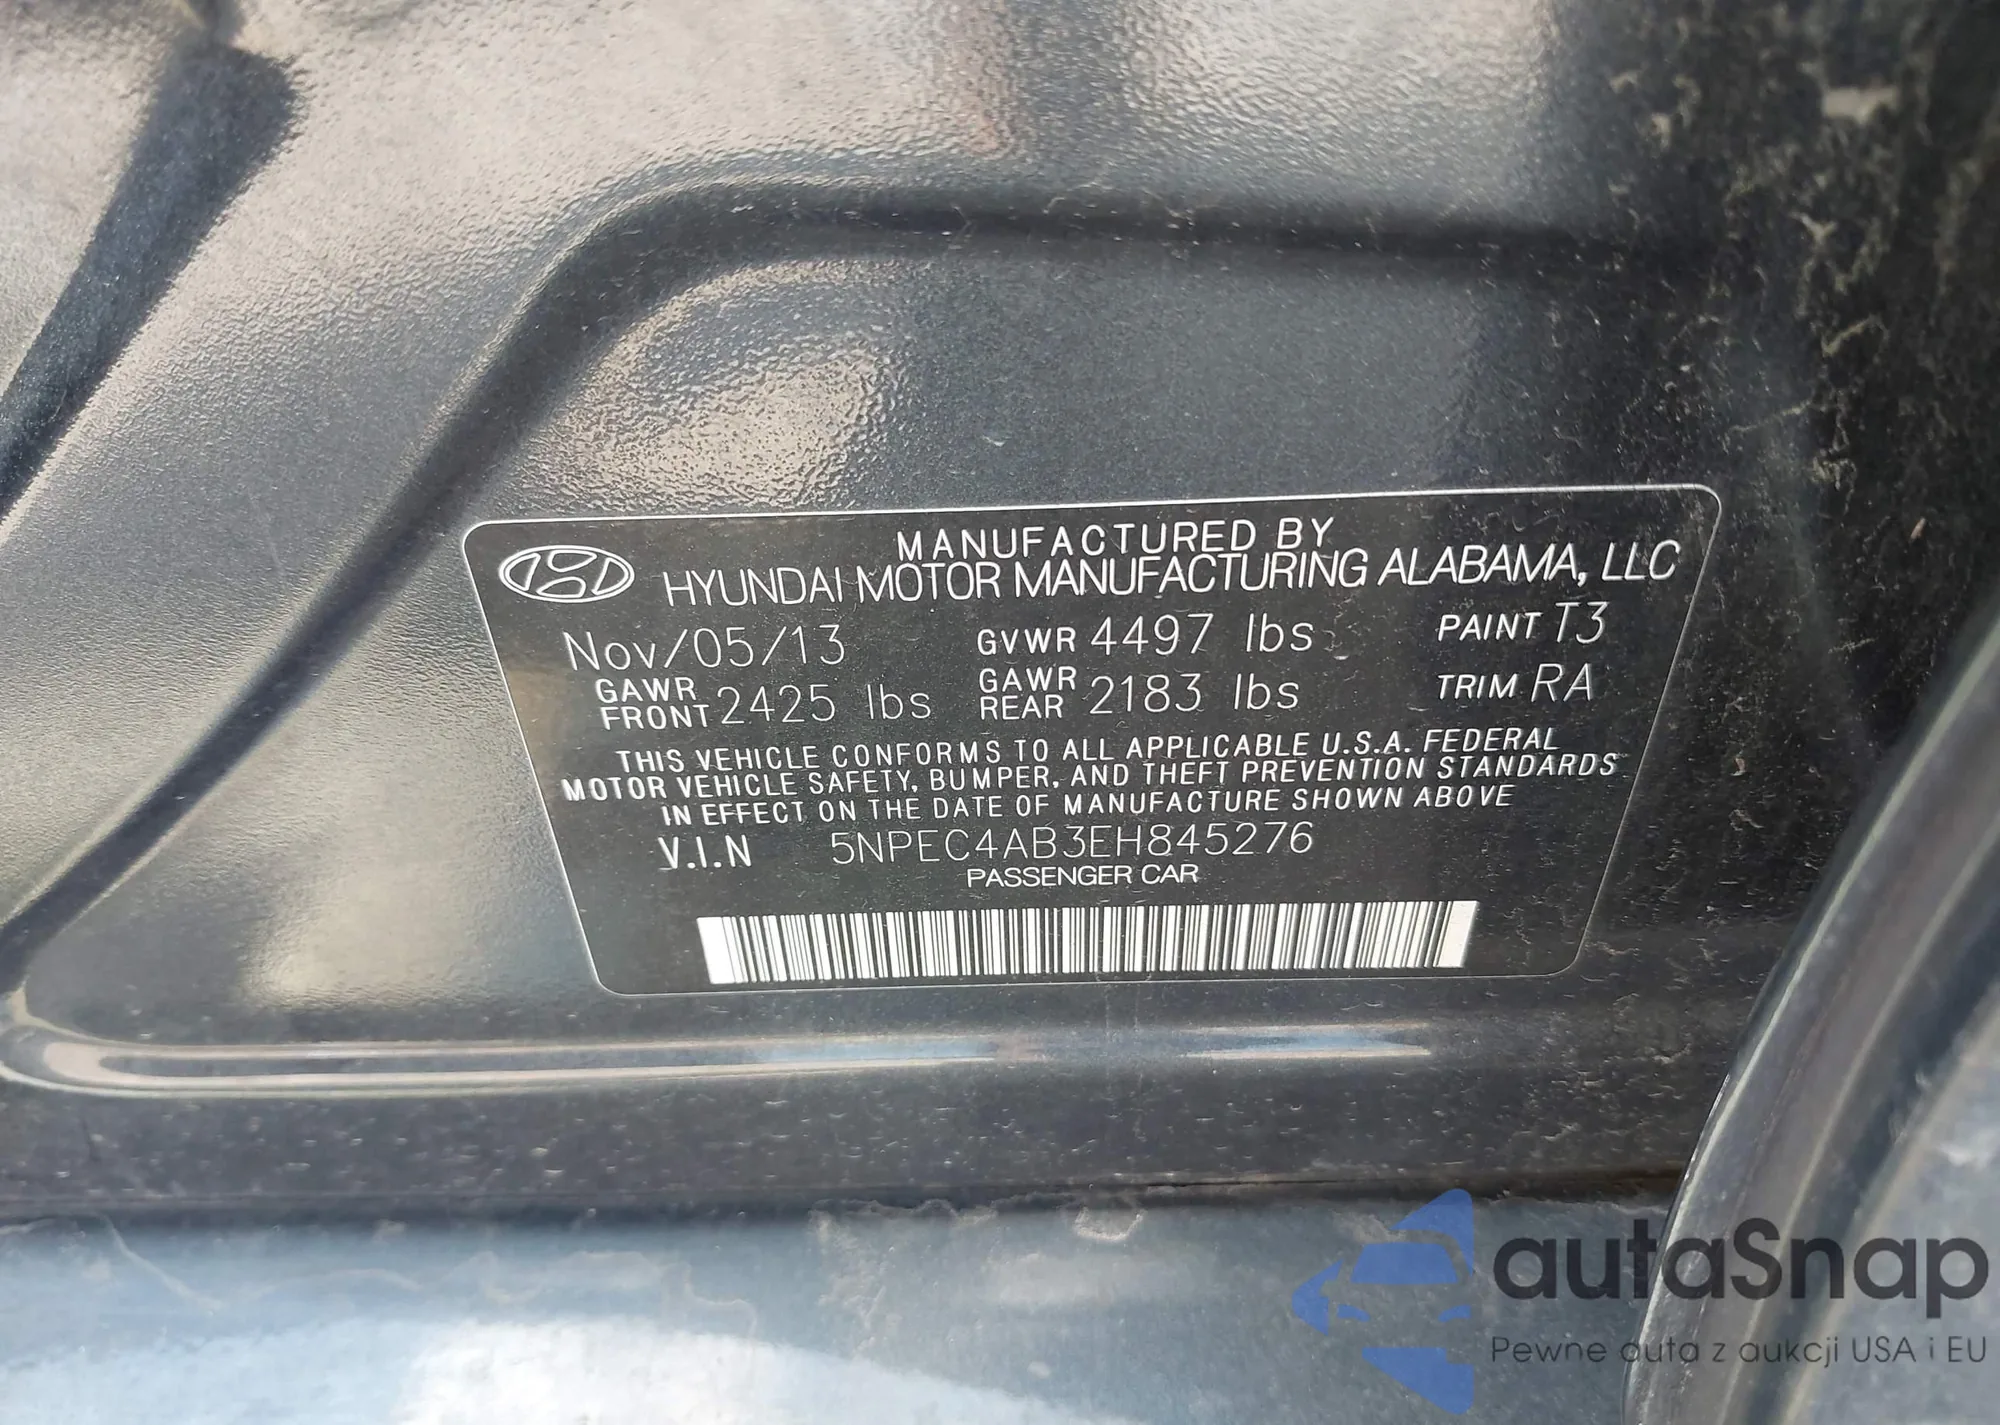 MANUFACTURED BY
HYUNDAI MOTOR MANUFACTURING ALABAMA, LLC
Nov/05/13 GVWR 4497 lbs PAINT T3
GAWR FRONT 2425 lbs GAWR REAR 2183 lbs TRIM RA
THIS VEHICLE CONFORMS TO ALL APPLICABLE U.S.A. FEDERAL
MOTOR VEHICLE SAFETY, BUMPER, AND THEFT PREVENTION STANDARDS
IN EFFECT ON THE DATE OF MANUFACTURE SHOWN ABOVE
V.I.N 5NPEC4AB3EH845276
PASSENGER CAR
autaSnap
Pewne auta z aukcji USA i EU